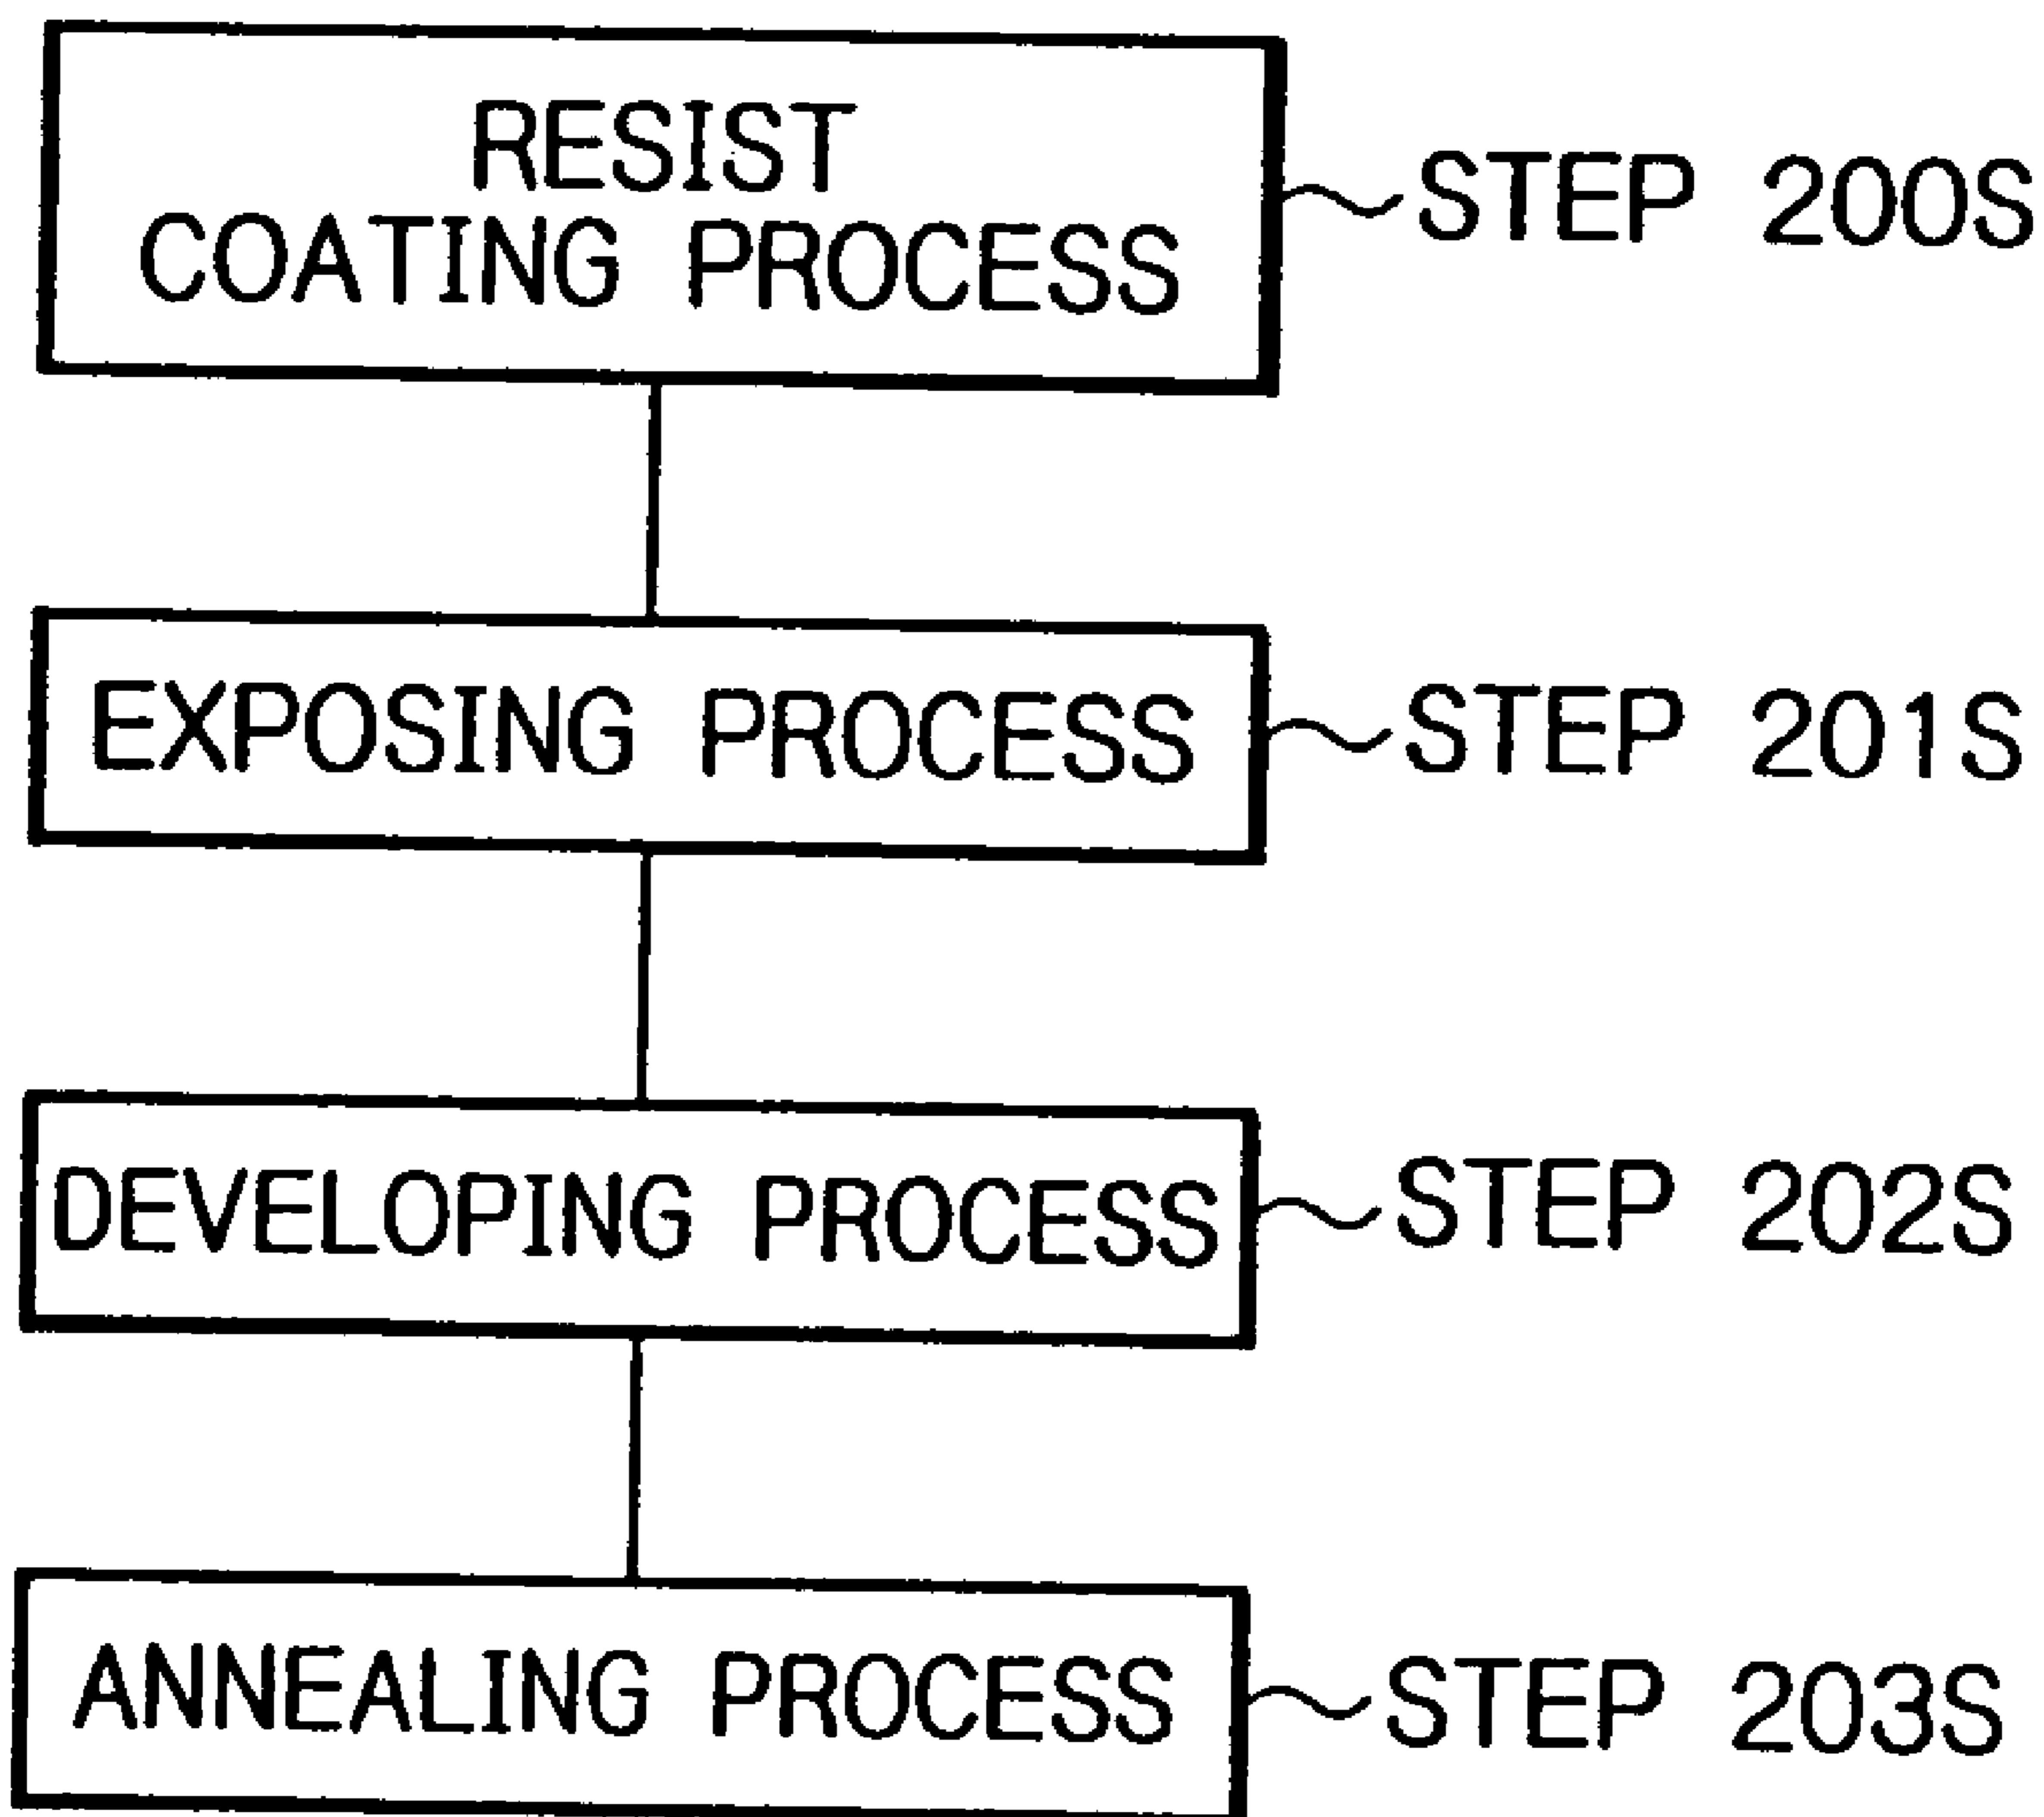 RESIST
COATING PROCESS
STEP 200S
EXPOSING PROCESS
STEP 201S
DEVELOPING PROCESS
STEP 202S
ANNEALING PROCESS
STEP 203S